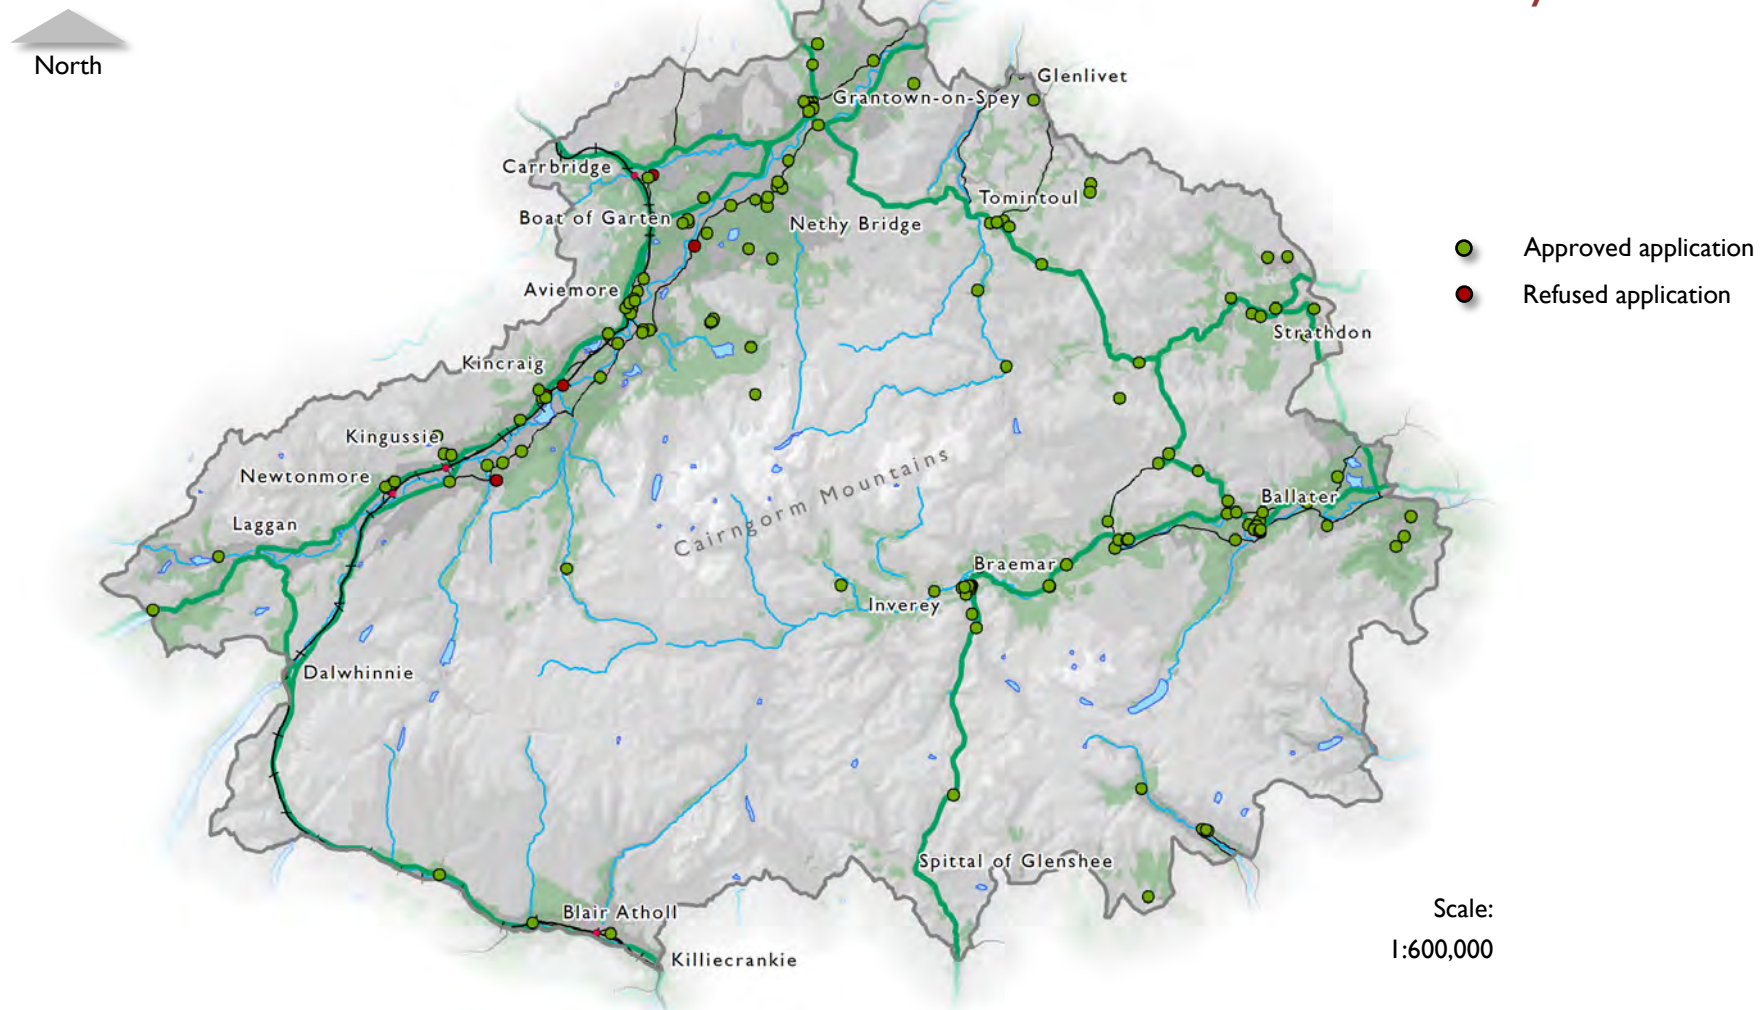 North
Glenlivet
Grantown-on-Spey
Carrbridge
Tomintoul
Boat of Garten
Nethy Bridge
Approved application
Aviemore
Refused application
Strathdon
Kincraig
Kingussie
Newtonmore
Cairngorm Mountains
Ballater
Laggan
Braemar
Inverey
Dalwhinnie
Spittal of Glenshee
Blair Atholl
Killiecrankie
Scale:
1:600,000